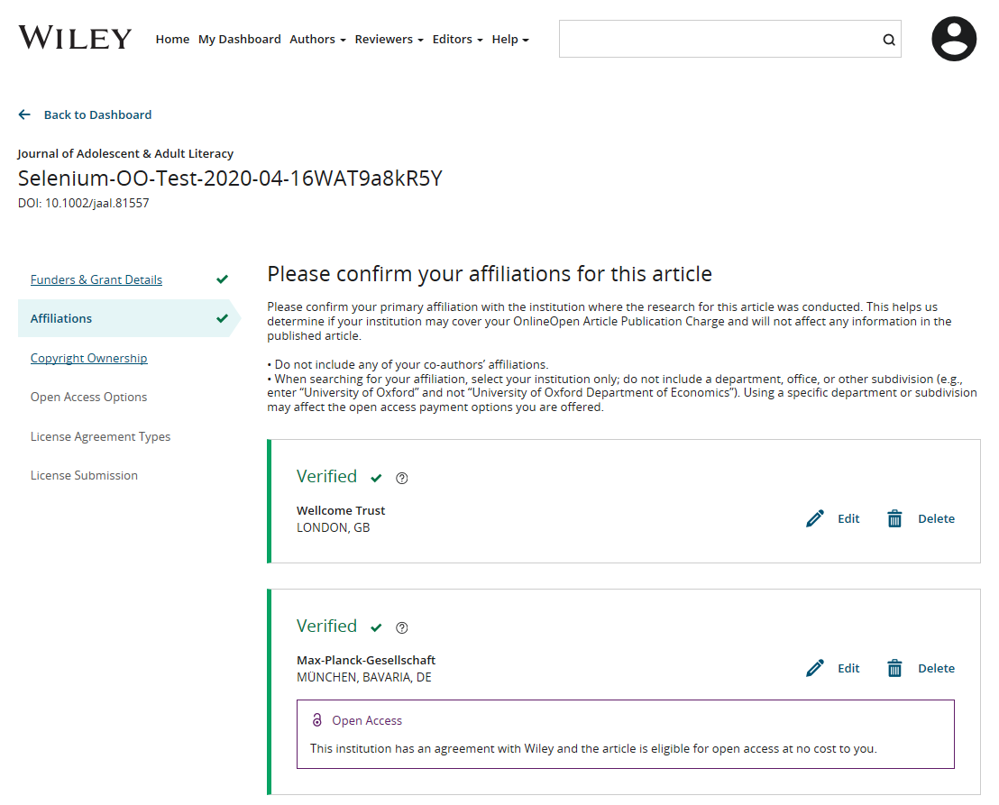 WILEY
Home My Dashboard Authors Reviewers Editors Help
Back to Dashboard
Journal of Adolescent & Adult Literacy
Selenium-OO-Test-2020-04-16WAT9a8kR5Y
DOI: 10.1002/jaal.81557
Funders & Grant Details
Affiliations
Copyright Ownership
Open Access Options
License Agreement Types
License Submission
Please confirm your affiliations for this article
Please confirm your primary affiliation with the institution where the research for this article was conducted. This helps us
determine if your institution may cover your OnlineOpen Article Publication Charge and will not affect any information in the
published article.
• Do not include any of your co-authors’ affiliations.
• When searching for your affiliation, select your institution only; do not include a department, office, or other subdivision (e.g.,
enter “University of Oxford” and not “University of Oxford Department of Economics”). Using a specific department or subdivision
may affect the open access payment options you are offered.
Verified
Wellcome Trust
LONDON, GB
Edit Delete
Verified
Max-Planck-Gesellschaft
MÜNCHEN, BAVARIA, DE
Edit Delete
Open Access
This institution has an agreement with Wiley and the article is eligible for open access at no cost to you.